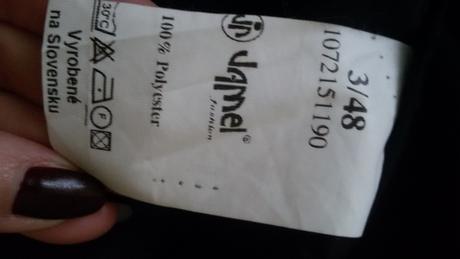 3/48
1072151190
JAMEL®
fashion
100% Polyester
30°C
F
Vyrobené
na Slovensku